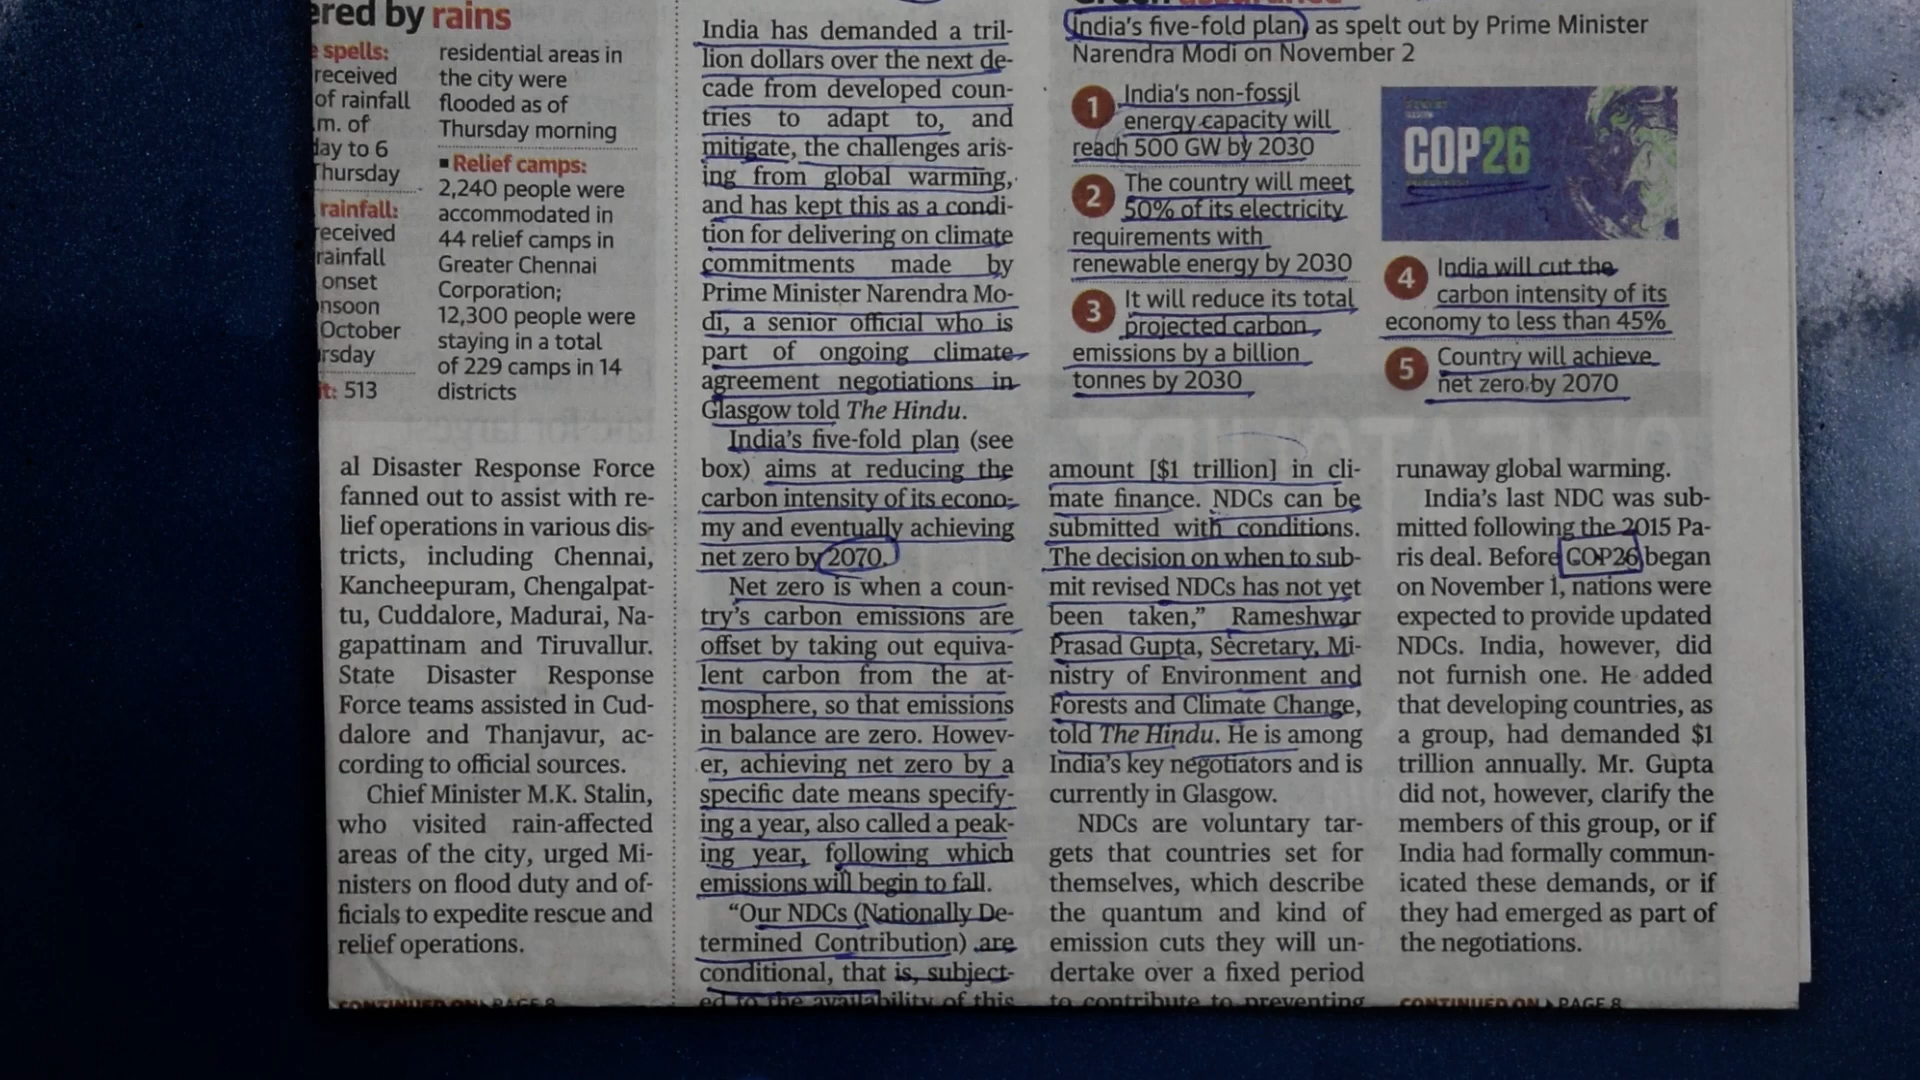 ered by rains
spells:
received
of rainfall
m. of
day to 6
Thursday
rainfall:
received
rainfall
onset
October
513
residential areas in
the city were
flooded as of
Thursday morning
Relief camps:
2,240 people were
accommodated in
44 relief camps in
Greater Chennai
Corporation;
12,300 people were
staying in a total
of 229 camps in 14
districts
al Disaster Response Force
fanned out to assist with re-
lief operations in various dis-
tricts, including Chennai,
Kancheepuram, Chengalpat-
tu, Cuddalore, Madurai, Na-
gapattinam and Tiruvallur.
State Disaster Response
Force teams assisted in Cud-
dalore and Thanjavur, ac-
cording to official sources.
Chief Minister M.K. Stalin,
who visited rain-affected
areas of the city, urged Mi-
nisters on flood duty and of-
ficials to expedite rescue and
relief operations.
CONTINUED ON PAGE 8
India has demanded a tril-
lion dollars over the next de-
cade from developed coun-
tries to adapt to, and
mitigate, the challenges aris-
ing from global warming,
and has kept this as a condi-
tion for delivering on climate
commitments made by
Prime Minister Narendra Mo-
di, a senior official who is
part of ongoing climate
agreement negotiations in
Glasgow told The Hindu.
India's five-fold plan (see
box) aims at reducing the
carbon intensity of its econo-
my and eventually achieving
net zero by 2070.
Net zero is when a coun-
try's carbon emissions are
offset by taking out equiva-
lent carbon from the at-
mosphere, so that emissions
in balance are zero. Howev-
er, achieving net zero by a
specific date means specify-
ing a year, also called a peak-
ing year, following which
emissions will begin to fall.
"Our NDCs (Nationally De-
termined Contribution) are
conditional, that is, subject-
ed to the availability of this
India's five-fold plan, as spelt out by Prime Minister
Narendra Modi on November 2
1 India's non-fossil
energy capacity will
reach 500 GW by 2030
2 The country will meet
50% of its electricity
requirements with
renewable energy by 2030
3 It will reduce its total
projected carbon
emissions by a billion
tonnes by 2030
COP26
4 India will cut the
carbon intensity of its
economy to less than 45%
5 Country will achieve
net zero by 2070
amount [$1 trillion] in cli-
mate finance. NDCs can be
submitted with conditions.
The decision on when to sub-
mit revised NDCs has not yet
been taken," Rameshwar
Prasad Gupta, Secretary, Mi-
nistry of Environment and
Forests and Climate Change,
told The Hindu. He is among
India's key negotiators and is
currently in Glasgow.
NDCs are voluntary tar-
gets that countries set for
themselves, which describe
the quantum and kind of
emission cuts they will un-
dertake over a fixed period
to contribute to preventing
runaway global warming.
India's last NDC was sub-
mitted following the 2015 Pa-
ris deal. Before COP26 began
on November 1, nations were
expected to provide updated
NDCs. India, however, did
not furnish one. He added
that developing countries, as
a group, had demanded $1
trillion annually. Mr. Gupta
did not, however, clarify the
members of this group, or if
India had formally commun-
icated these demands, or if
they had emerged as part of
the negotiations.
CONTINUED ON PAGE 8